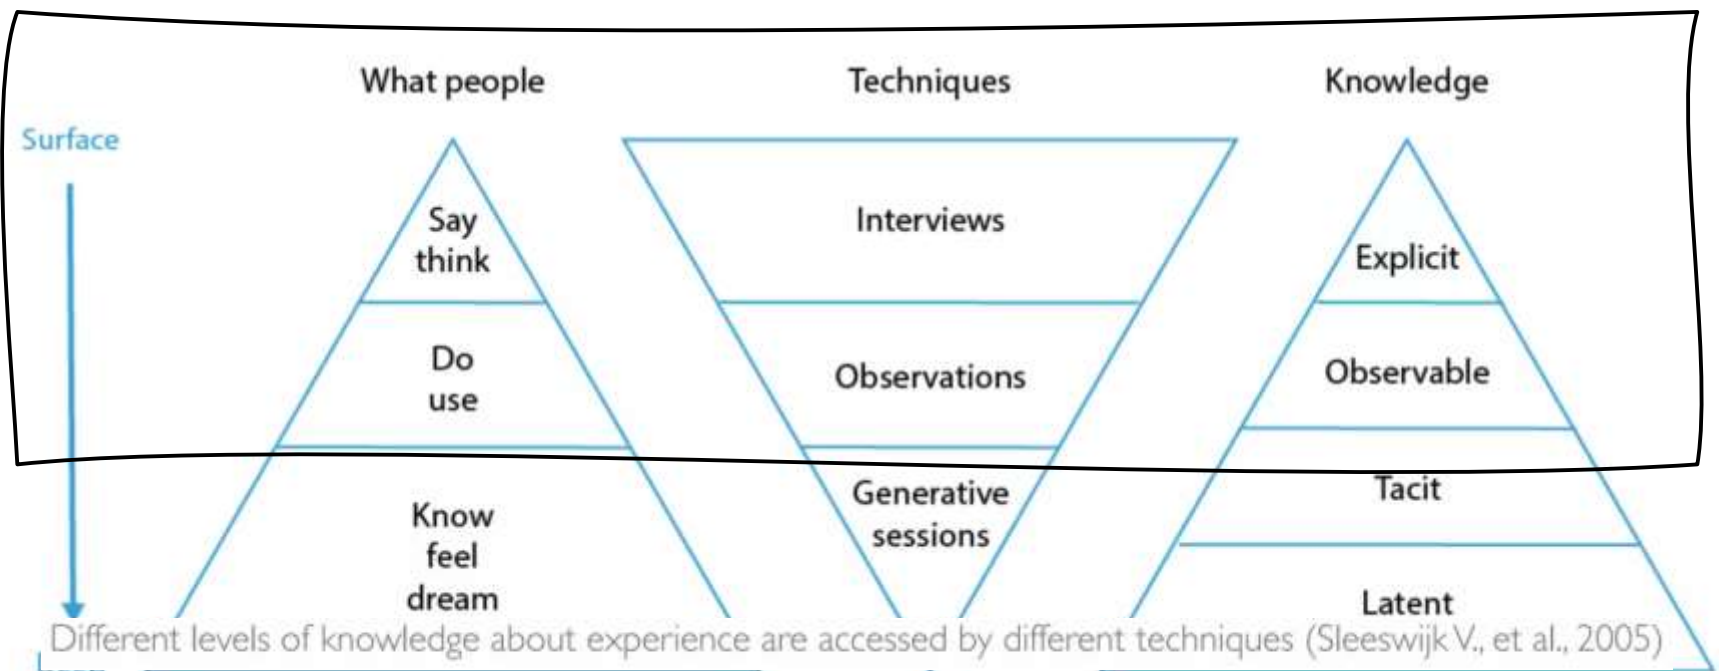 What people
Techniques
Knowledge
Surface
Say
think
Interviews
Explicit
Do
use
Observations
Observable
Know
feel
dream
Generative
sessions
Tacit
Latent
Different levels of knowledge about experience are accessed by different techniques (Sleeswijk V., et al., 2005)